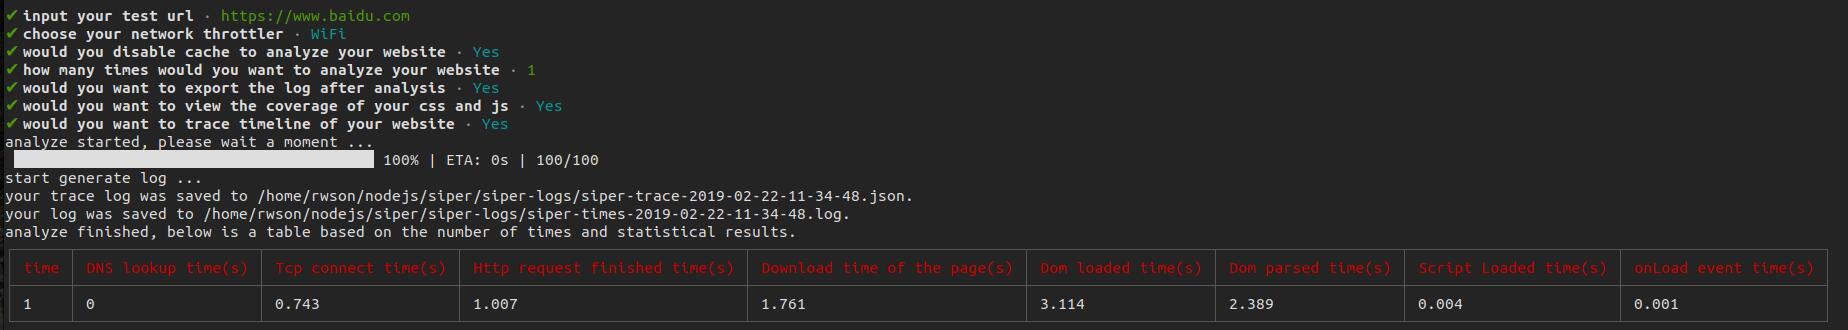 ✔ input your test url · https://www.baidu.com
✔ choose your network throttler · WiFi
✔ would you disable cache to analyze your website · Yes
✔ how many times would you want to analyze your website · 1
✔ would you want to export the log after analysis · Yes
✔ would you want to view the coverage of your css and js · Yes
✔ would you want to trace timeline of your website · Yes
analyze started, please wait a moment ...
100% | ETA: 0s | 100/100
start generate log ...
your trace log was saved to /home/rwson/nodejs/siper/siper-logs/siper-trace-2019-02-22-11-34-48.json.
your log was saved to /home/rwson/nodejs/siper/siper-logs/siper-times-2019-02-22-11-34-48.log.
analyze finished, below is a table based on the number of times and statistical results.
time DNS lookup time(s) Tcp connect time(s) Http request finished time(s) Download time of the page(s) Dom loaded time(s) Dom parsed time(s) Script Loaded time(s) onLoad event time(s)
1 0 0.743 1.007 1.761 3.114 2.389 0.004 0.001